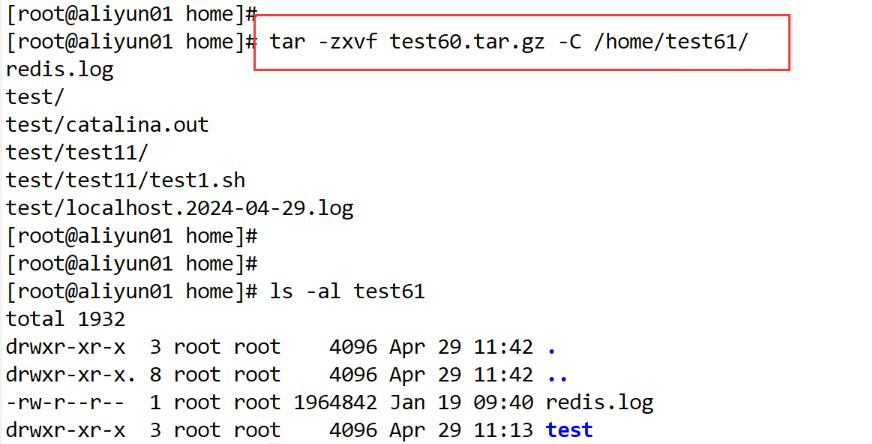 [root@aliyun01 home]#
[root@aliyun01 home]# tar -zxvf test60.tar.gz -C /home/test61/
redis.log
test/
test/catalina.out
test/test11/
test/test11/test1.sh
test/localhost.2024-04-29.log
[root@aliyun01 home]#
[root@aliyun01 home]#
[root@aliyun01 home]# ls -al test61
total 1932
drwxr-xr-x  3 root root    4096 Apr 29 11:42 .
drwxr-xr-x. 8 root root    4096 Apr 29 11:42 ..
-rw-r--r--  1 root root 1964842 Jan 19 09:40 redis.log
drwxr-xr-x  3 root root    4096 Apr 29 11:13 test